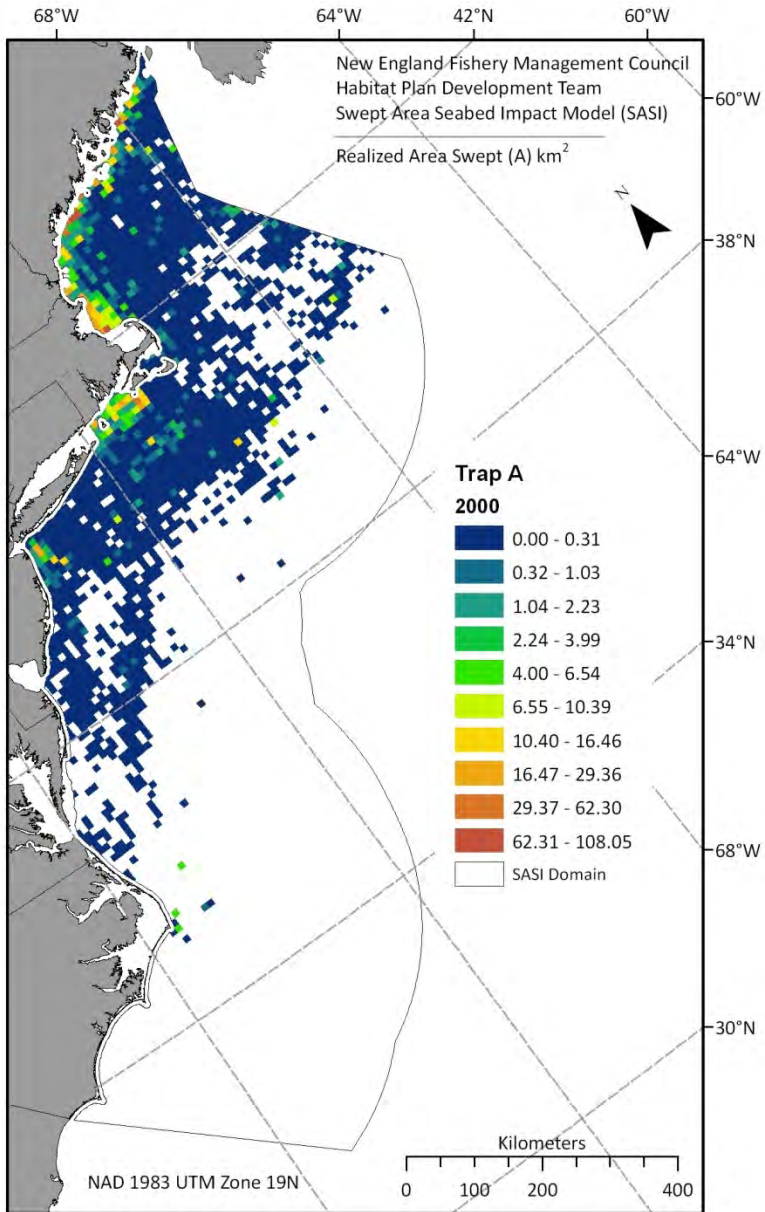 68°W 64°W 42°N 60°W
New England Fishery Management Council
Habitat Plan Development Team
Swept Area Seabed Impact Model (SASI)
Realized Area Swept (A) km²
60°W
N
38°N
64°W
Trap A
2000
0.00 - 0.31
0.32 - 1.03
1.04 - 2.23
2.24 - 3.99
34°N
4.00 - 6.54
6.55 - 10.39
10.40 - 16.46
16.47 - 29.36
29.37 - 62.30
62.31 - 108.05
68°W
SASI Domain
30°N
Kilometers
NAD 1983 UTM Zone 19N
0 100 200 300 400